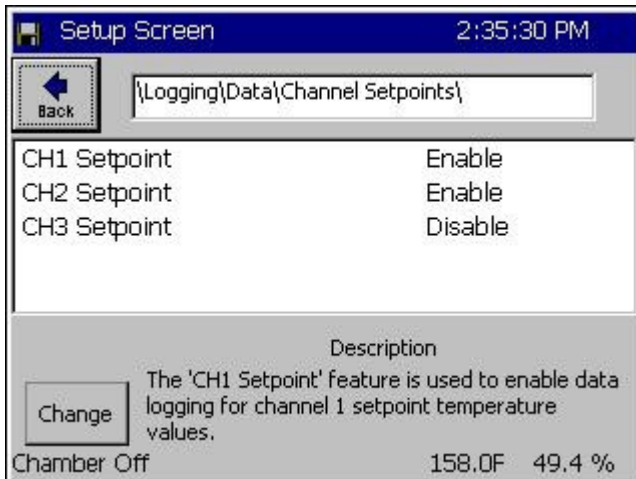 Setup Screen 2:35:30 PM
Back \Logging\Data\Channel Setpoints\
CH1 Setpoint Enable
CH2 Setpoint Enable
CH3 Setpoint Disable
Description
The 'CH1 Setpoint' feature is used to enable data
Change logging for channel 1 setpoint temperature
values.
Chamber Off 158.0F 49.4 %